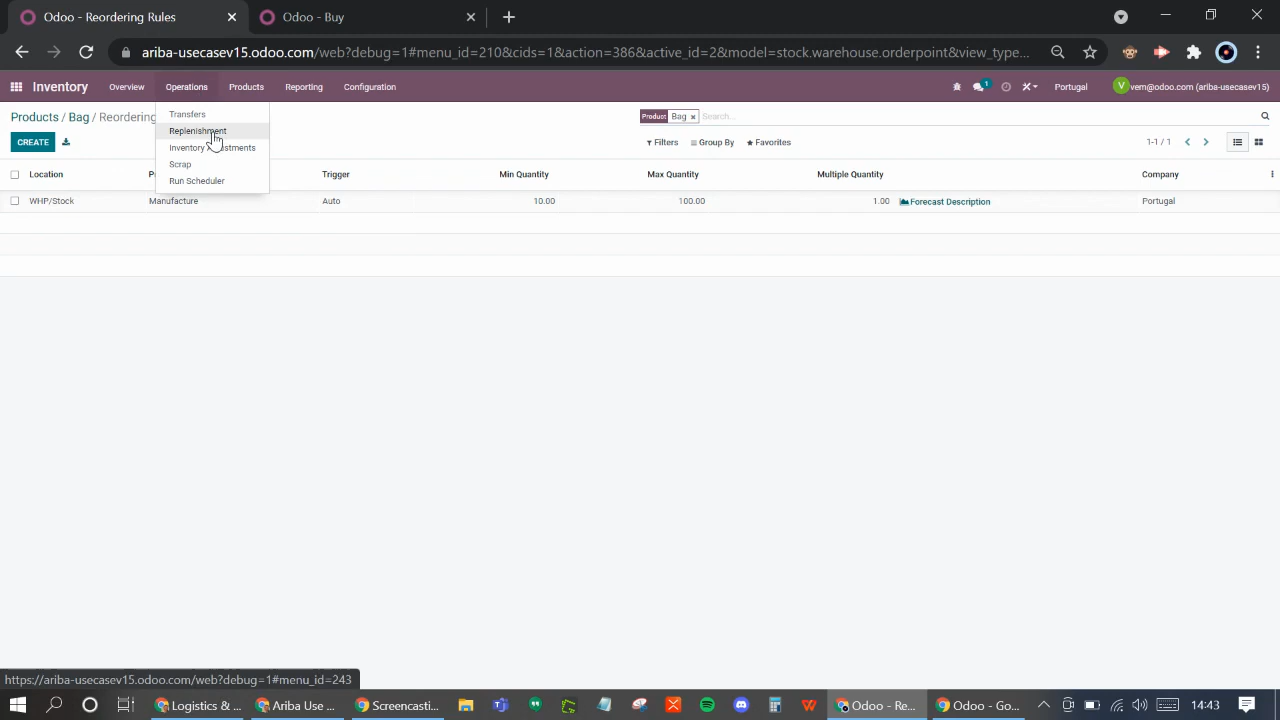 Odoo - Reordering Rules
Odoo - Buy
ariba-usecasev15.odoo.com/web?debug=1#menu_id=210&cids=1&action=386&active_id=2&model=stock.warehouse.orderpoint&view_type...
Inventory Overview Operations Products Reporting Configuration 1 Portugal V vem@odoo.com (ariba-usecasev15)
Products / Bag / Reordering
Transfers
Replenishment
Inventory
Scrap
Run Scheduler
Product Bag Search...
CREATE
Filters Group By Favorites 1-1 / 1
Location Trigger Min Quantity Max Quantity Multiple Quantity Company
WHP/Stock Manufacture Auto 10.00 100.00 1.00 Forecast Description Portugal
https://ariba-usecasev15.odoo.com/web?debug=1#menu_id=243
Logistics & ... Ariba Use ... Screencasti... Odoo - Re... Odoo - Go... 14:43